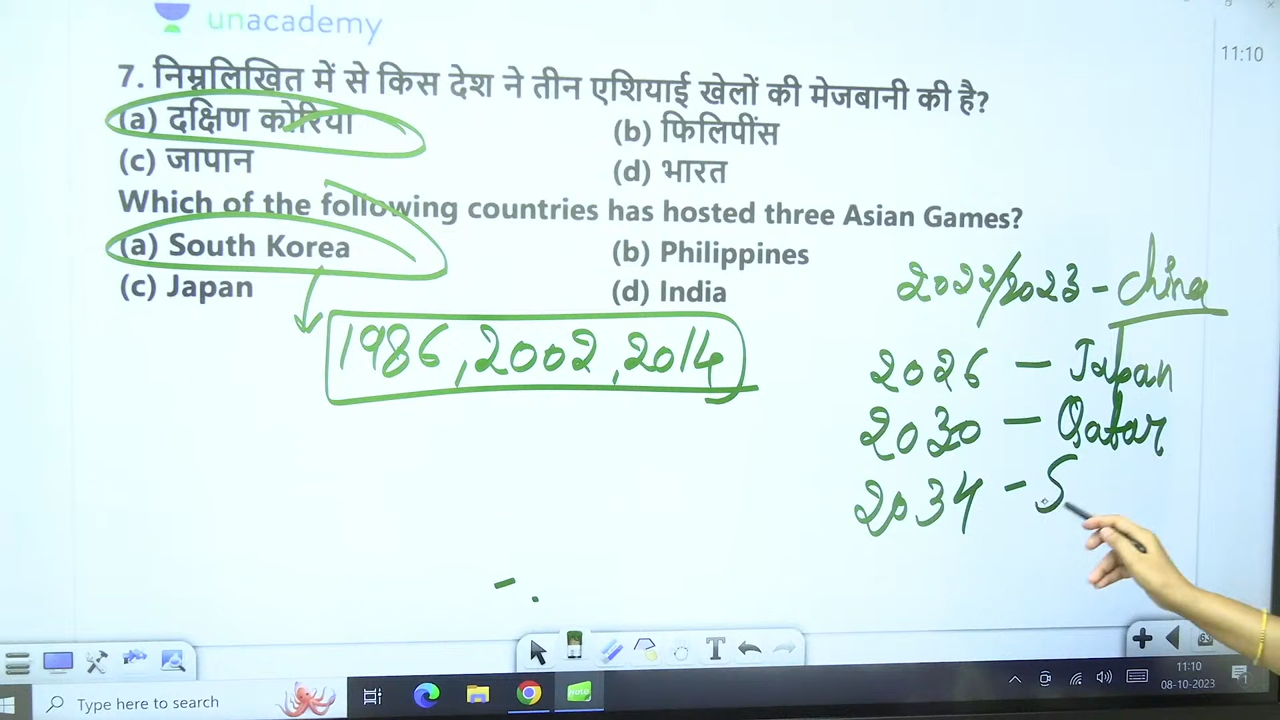 unacademy
11:10
7. निम्नलिखित में से किस देश ने तीन एशियाई खेलों की मेजबानी की है?
(a) दक्षिण कोरिया
(b) फिलिपींस
(c) जापान
(d) भारत
Which of the following countries has hosted three Asian Games?
(a) South Korea
(b) Philippines
(c) Japan
(d) India
1986, 2002, 2014
2022/2023 - China
2026 - Japan
2030 - Qatar
2034 - S
Type here to search
11:10
08-10-2023